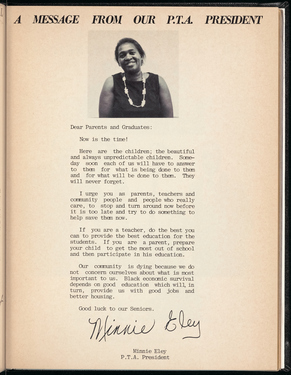 A MESSAGE FROM OUR P.T.A. PRESIDENT
Dear Parents and Graduates:
Now is the time!
Here are the children; the beautiful
and always unpredictable children. Some-
day soon each of us will have to answer
to them for what is being done to them
and for what will be done to them. They
will never forget.
I urge you as parents, teachers and
community people and people who really
care, to stop and turn around now before
it is too late and try to do something to
help save them now.
If you are a teacher, do the best you
can to provide the best education for the
students. If you are a parent, prepare
your child to get the most out of school
and then participate in his education.
Our community is dying because we do
not concern ourselves about what is most
important to us. Black economic survival
depends on good education which will, in
turn, provide us with good jobs and
better housing.
Good luck to our Seniors.
Minnie Eley
Minnie Eley
P.T.A. President